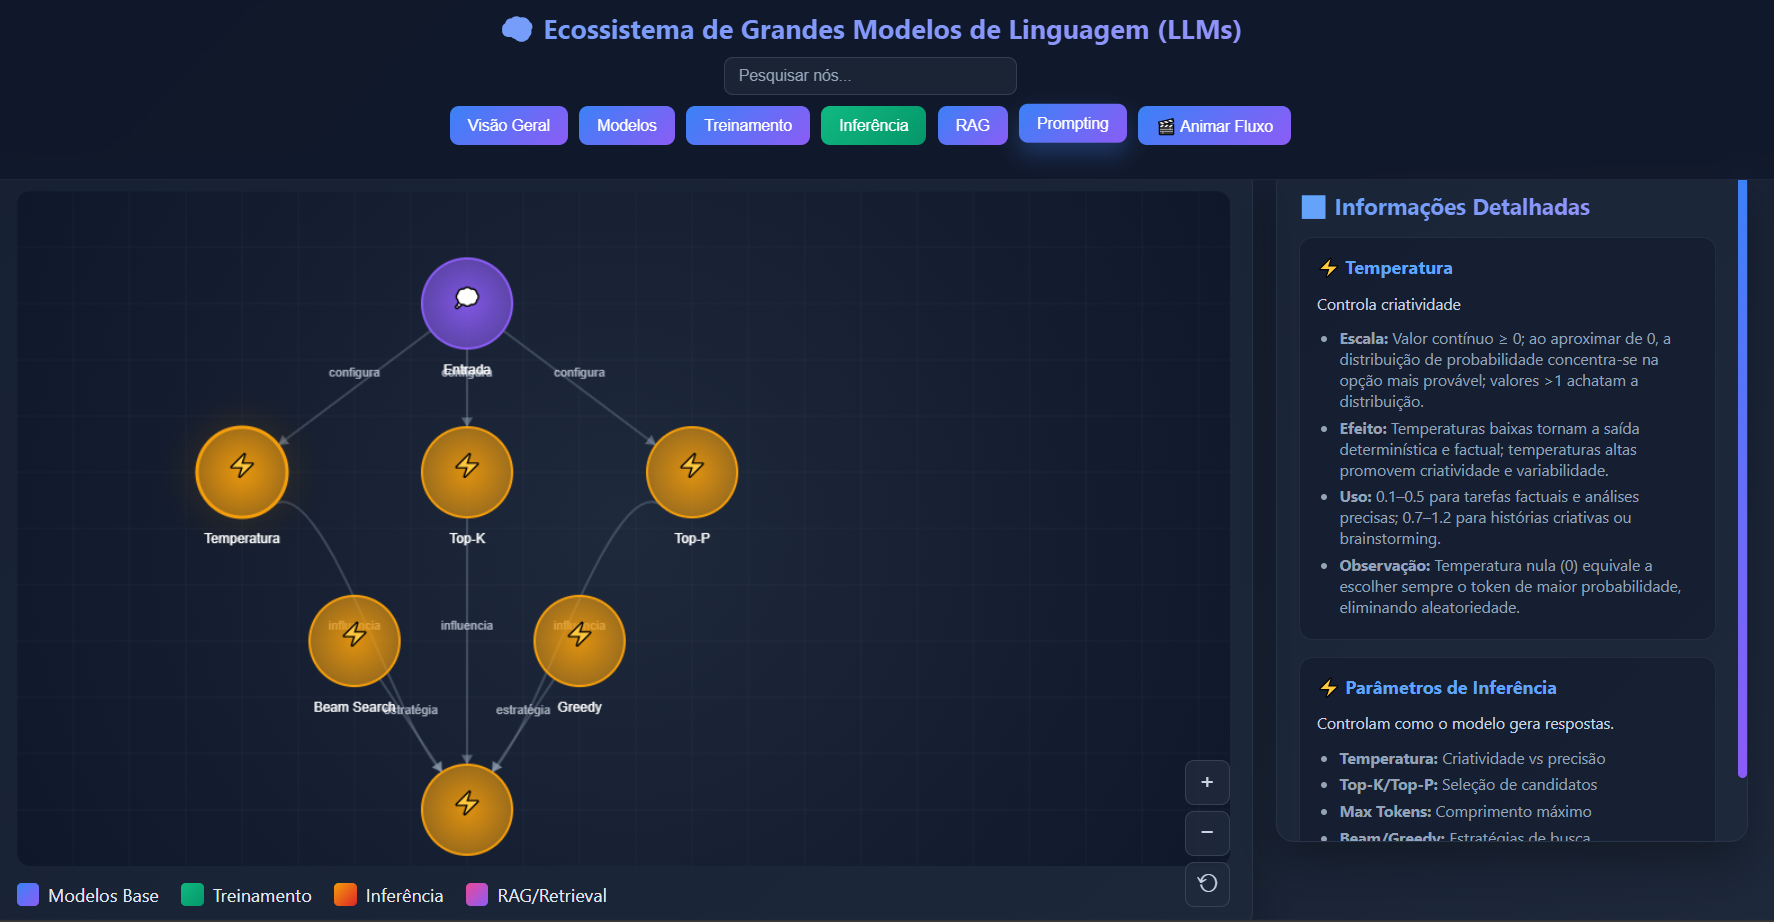 Ecossistema de Grandes Modelos de Linguagem (LLMs)
Pesquisar nós...
Visão Geral
Modelos
Treinamento
Inferência
RAG
Prompting
Animar Fluxo
Entrada
configura
configura
configura
Temperatura
Top-K
Top-P
influencia
influencia
influencia
Beam Search
estratégia
estratégia
Greedy
+
−
Modelos Base
Treinamento
Inferência
RAG/Retrieval
Informações Detalhadas
Temperatura
Controla criatividade
Escala: Valor contínuo ≥ 0; ao aproximar de 0, a
distribuição de probabilidade concentra-se na
opção mais provável; valores >1 achatam a
distribuição.
Efeito: Temperaturas baixas tornam a saída
determinística e factual; temperaturas altas
promovem criatividade e variabilidade.
Uso: 0.1–0.5 para tarefas factuais e análises
precisas; 0.7–1.2 para histórias criativas ou
brainstorming.
Observação: Temperatura nula (0) equivale a
escolher sempre o token de maior probabilidade,
eliminando aleatoriedade.
Parâmetros de Inferência
Controlam como o modelo gera respostas.
Temperatura: Criatividade vs precisão
Top-K/Top-P: Seleção de candidatos
Max Tokens: Comprimento máximo
Beam/Greedy: Estratégias de busca